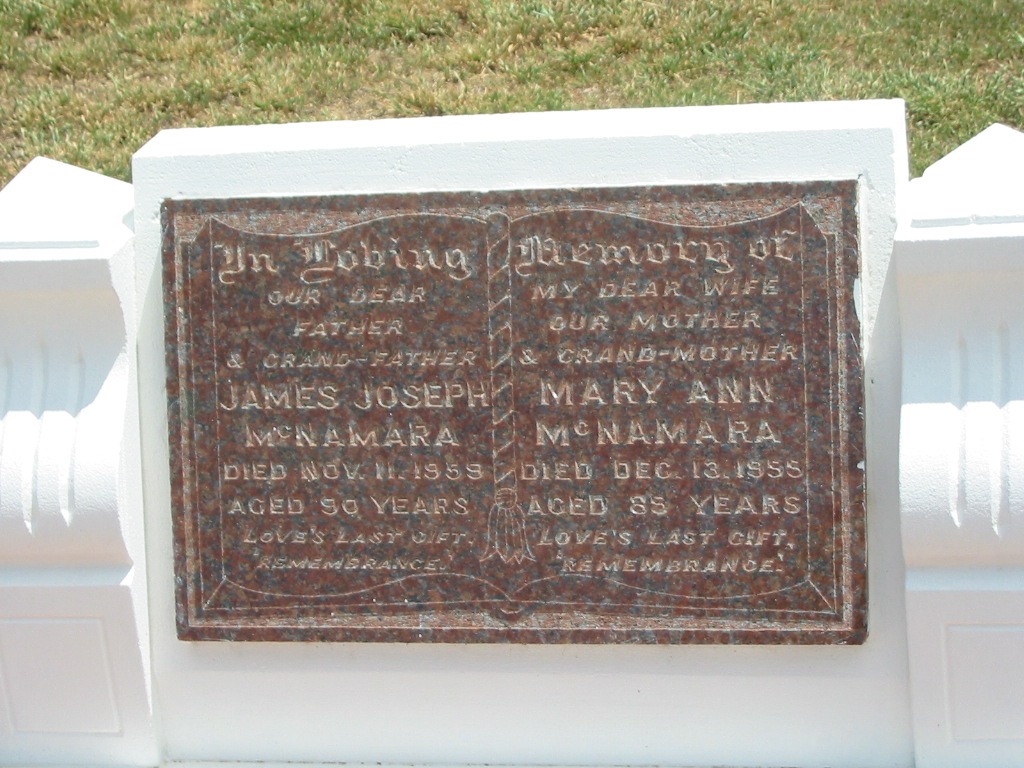 In Loving
OUR DEAR
FATHER
& GRAND-FATHER
JAMES JOSEPH
McNAMARA
DIED NOV. 11. 1959
AGED 90 YEARS
LOVE'S LAST GIFT,
'REMEMBRANCE.'
Memory of
MY DEAR WIFE
OUR MOTHER
& GRAND-MOTHER
MARY ANN
McNAMARA
DIED DEC. 13. 1955
AGED 85 YEARS
LOVE'S LAST GIFT,
'REMEMBRANCE.'